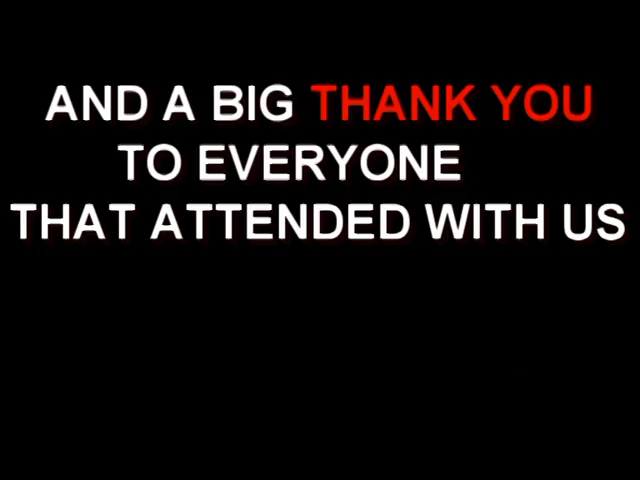 AND A BIG THANK YOU
TO EVERYONE
THAT ATTENDED WITH US